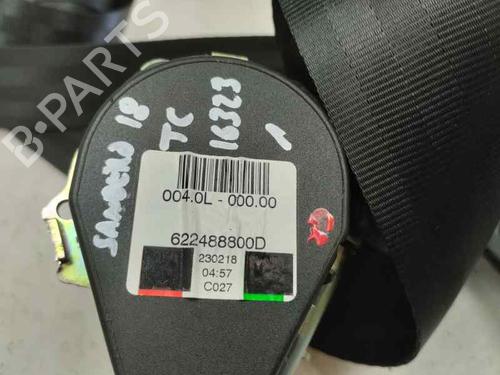 B-PARTS
SANDERO 18
TC
16323
1
004.0L - 000.00
622488800D
230218
04:57
C027